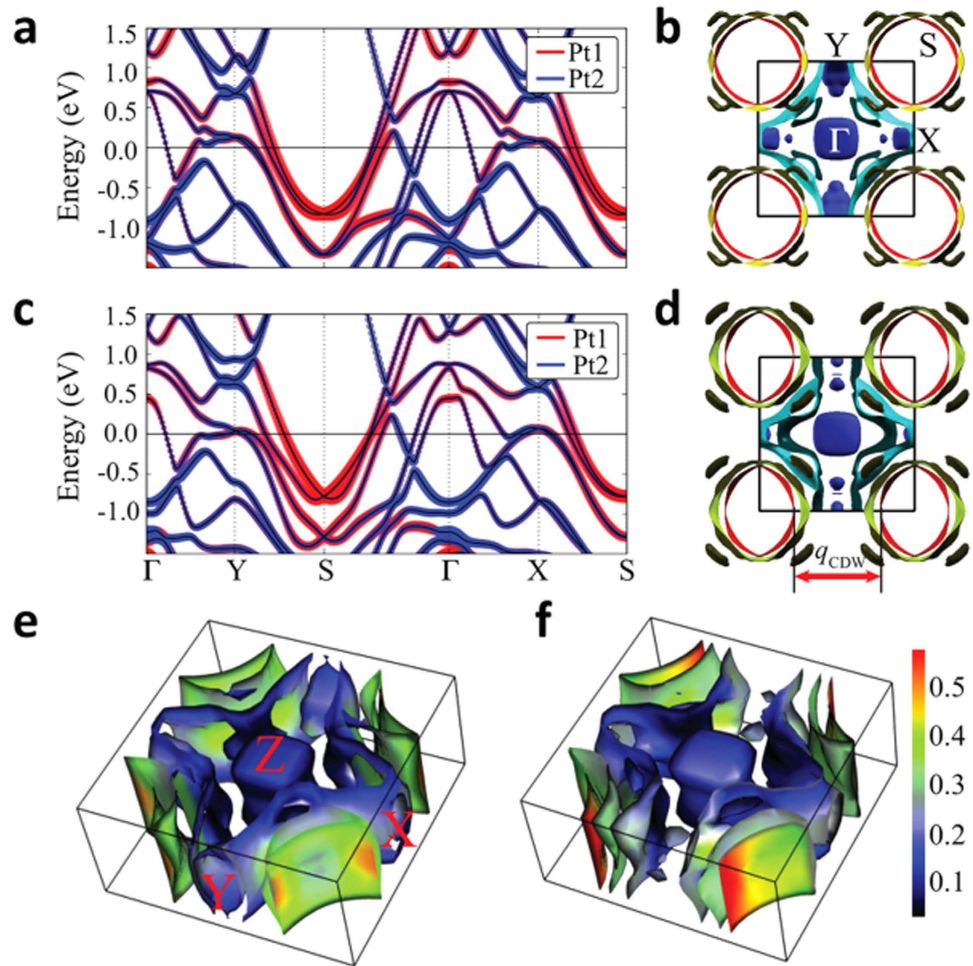 a
1.5
1.0
0.5
0.0
-0.5
-1.0
Energy (eV)
Pt1
Pt2
b
Y
S
Γ
X
c
1.5
1.0
0.5
0.0
-0.5
-1.0
Energy (eV)
Pt1
Pt2
Γ Y S Γ X S
d
qCDW
e
Z
X
Y
f
0.5
0.4
0.3
0.2
0.1